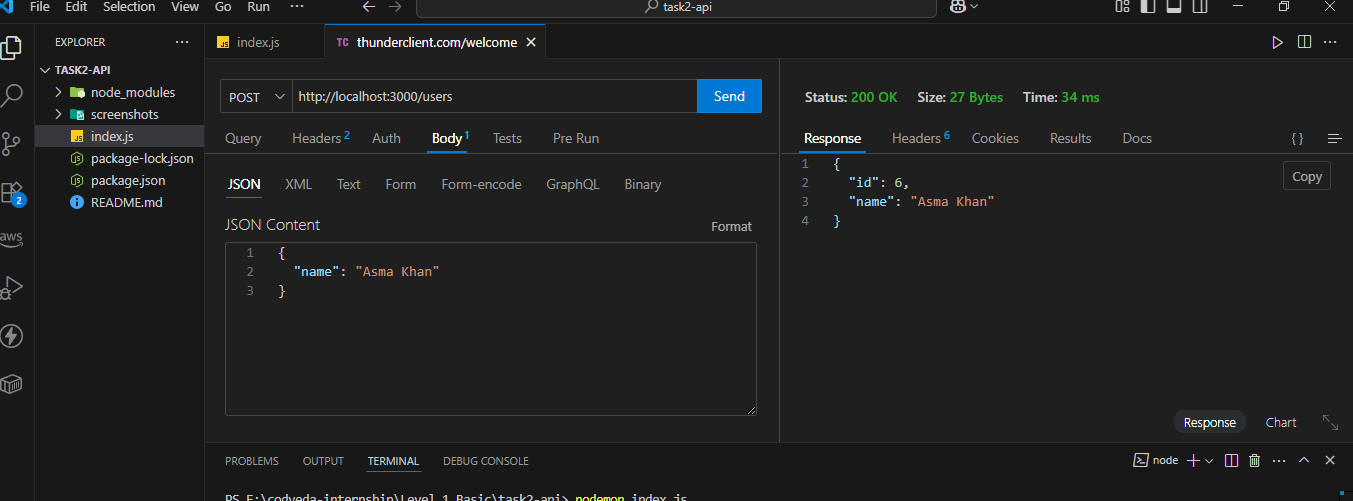 File Edit Selection View Go Run ··· task2-api
EXPLORER ···
TASK2-API
node_modules
screenshots
JS index.js
package-lock.json
package.json
README.md
2
aws
JS index.js
TC thunderclient.com/welcome
POST http://localhost:3000/users Send
Query Headers 2 Auth Body 1 Tests Pre Run
JSON XML Text Form Form-encode GraphQL Binary
JSON Content Format
1 {
2 "name": "Asma Khan"
3 }
Status: 200 OK Size: 27 Bytes Time: 34 ms
Response Headers 6 Cookies Results Docs { }
1 {
2 "id": 6,
3 "name": "Asma Khan"
4 }
Copy
Response Chart
PROBLEMS OUTPUT TERMINAL DEBUG CONSOLE node
PS E:\codveda-internship\Level 1 Basic\task2-api> nodemon index.js